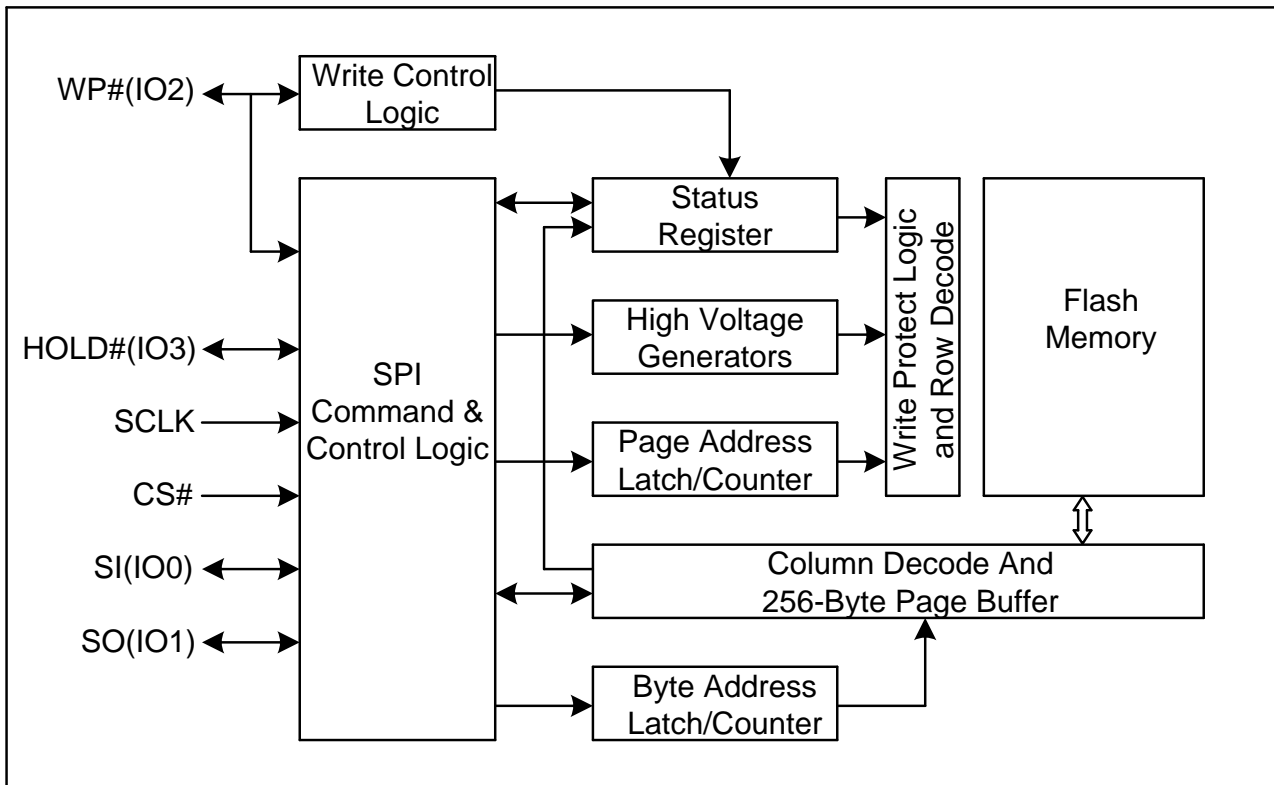 WP#(IO2)
Write Control
Logic
Status
Register
Write Protect Logic
and Row Decode
Flash
Memory
High Voltage
Generators
HOLD#(IO3)
SPI
Command &
Control Logic
SCLK
Page Address
Latch/Counter
CS#
SI(IO0)
Column Decode And
256-Byte Page Buffer
SO(IO1)
Byte Address
Latch/Counter